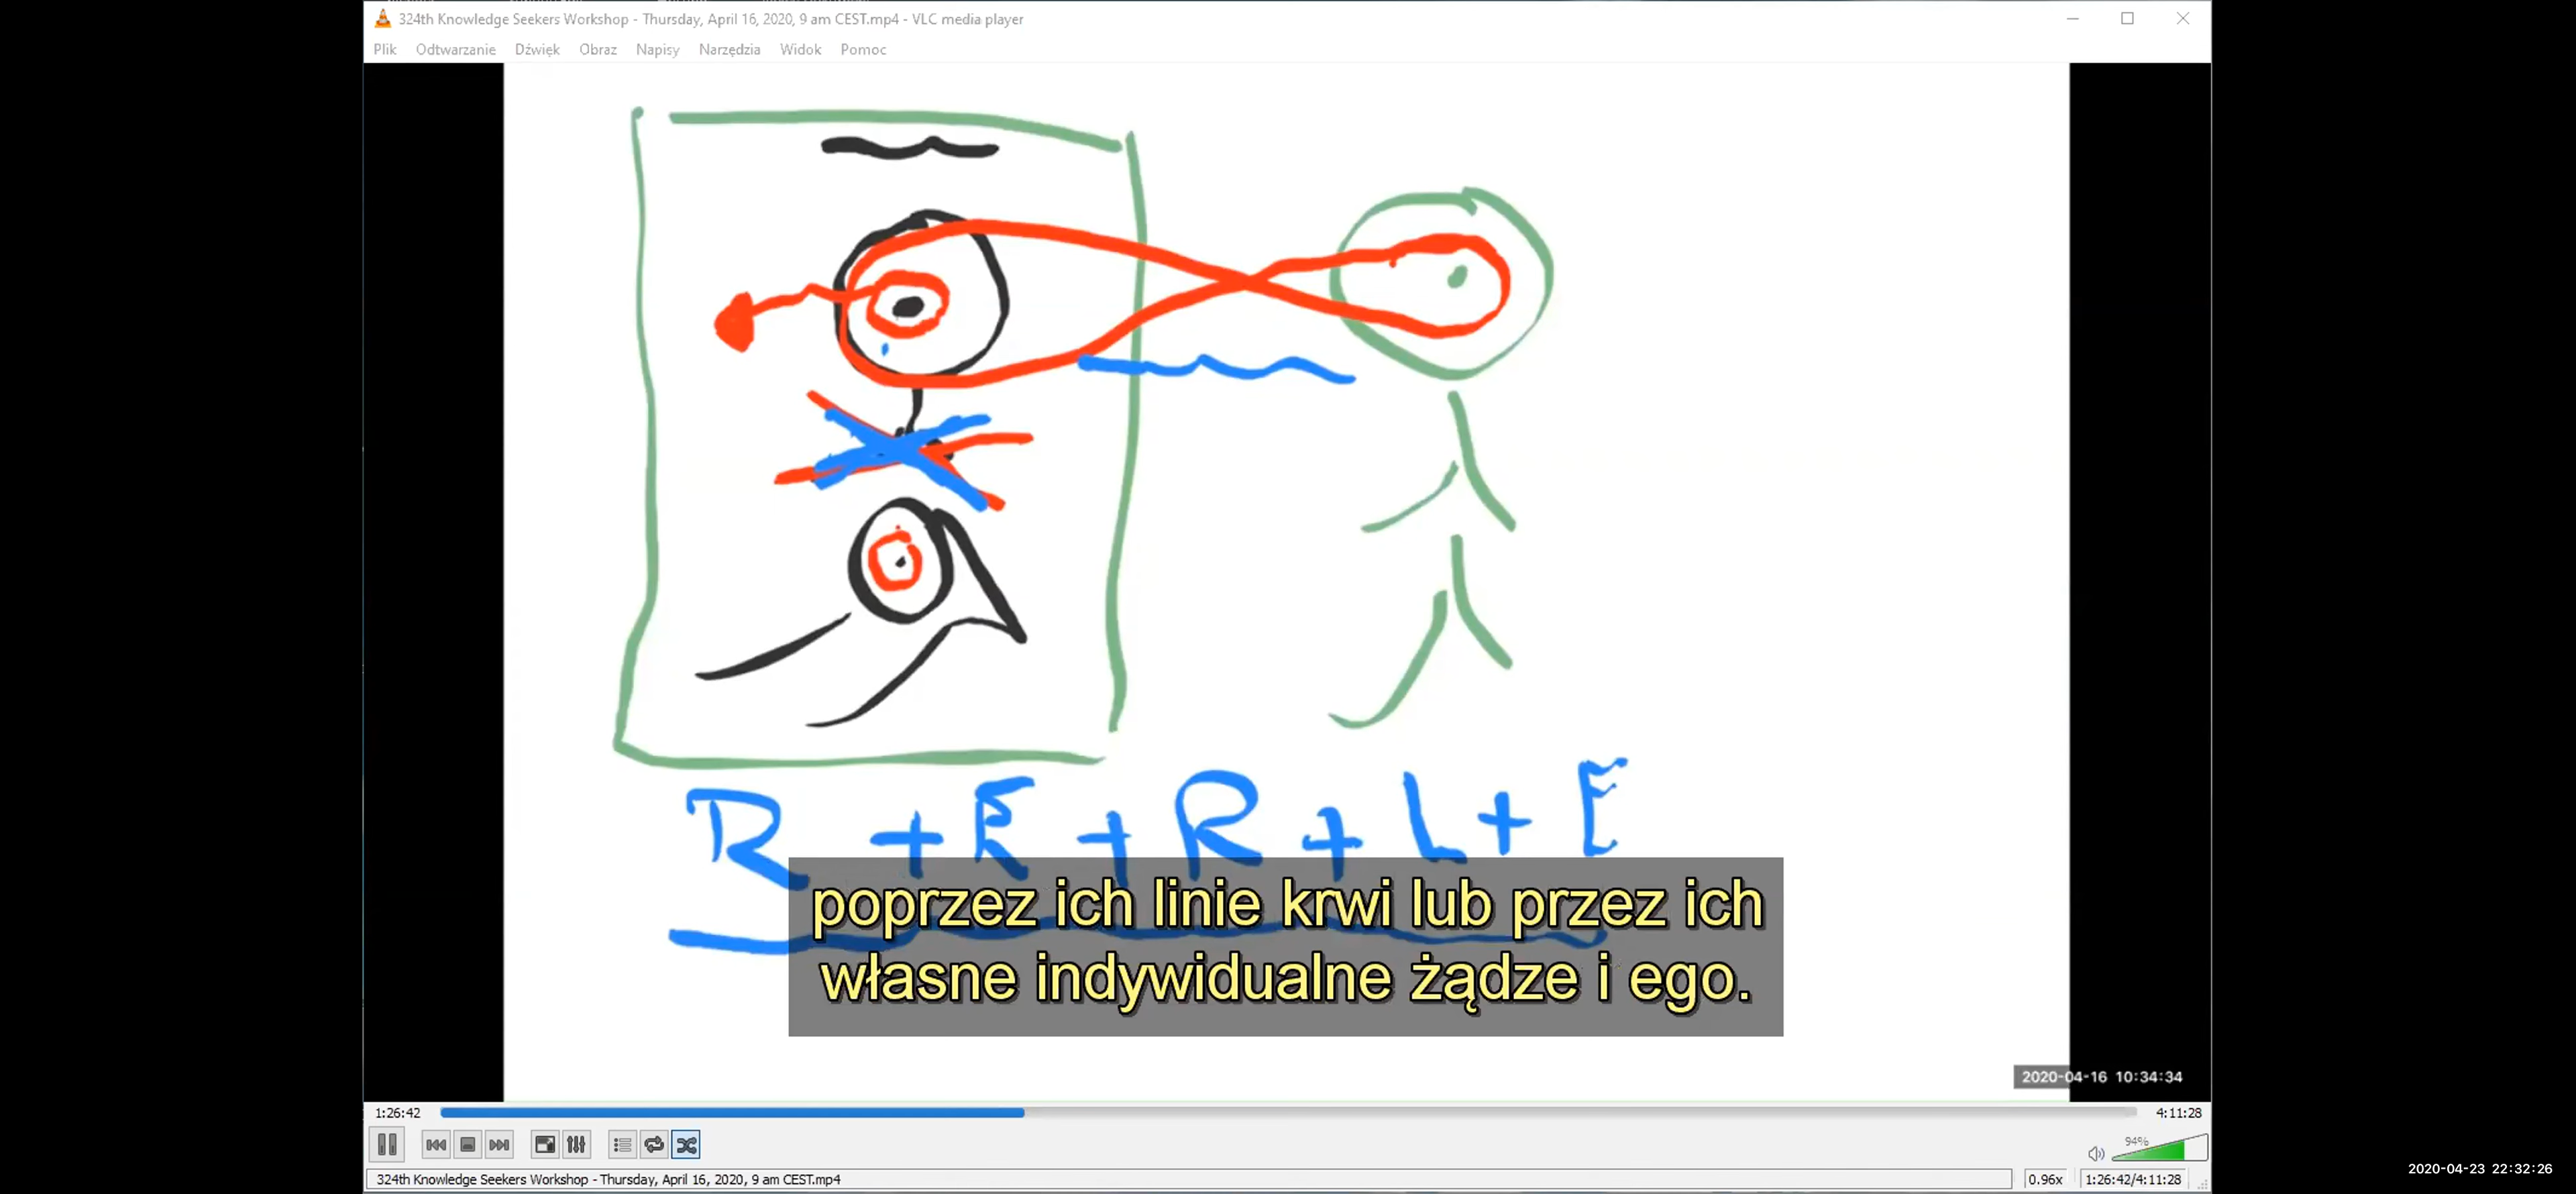 324th Knowledge Seekers Workshop - Thursday, April 16, 2020, 9 am CEST.mp4 - VLC media player
Plik Odtwarzanie Dźwięk Obraz Napisy Narzędzia Widok Pomoc
R + E + R + L + E
poprzez ich linie krwi lub przez ich
własne indywidualne żądze i ego.
2020-04-16 10:34:34
1:26:42 4:11:28
94%
2020-04-23 22:32:26
324th Knowledge Seekers Workshop - Thursday, April 16, 2020, 9 am CEST.mp4 0.96x 1:26:42/4:11:28